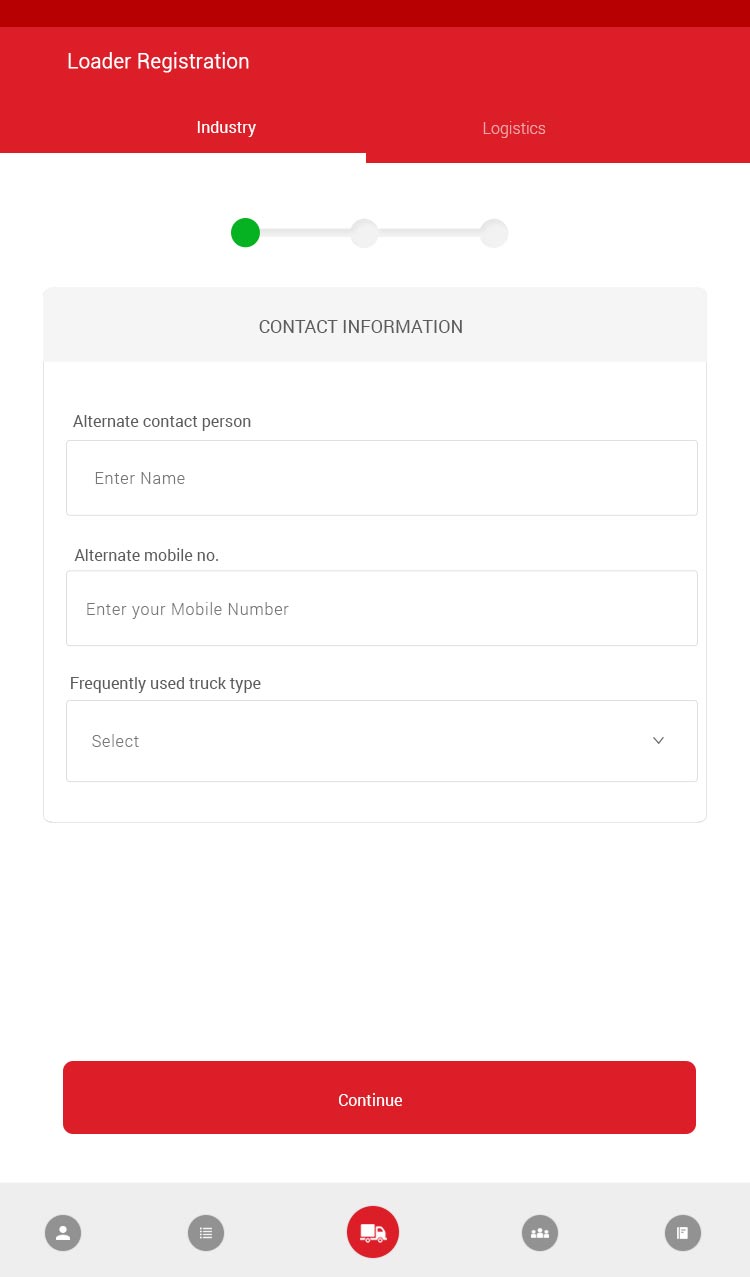 Loader Registration
Industry
Logistics
CONTACT INFORMATION
Alternate contact person
Enter Name
Alternate mobile no.
Enter your Mobile Number
Frequently used truck type
Select
Continue